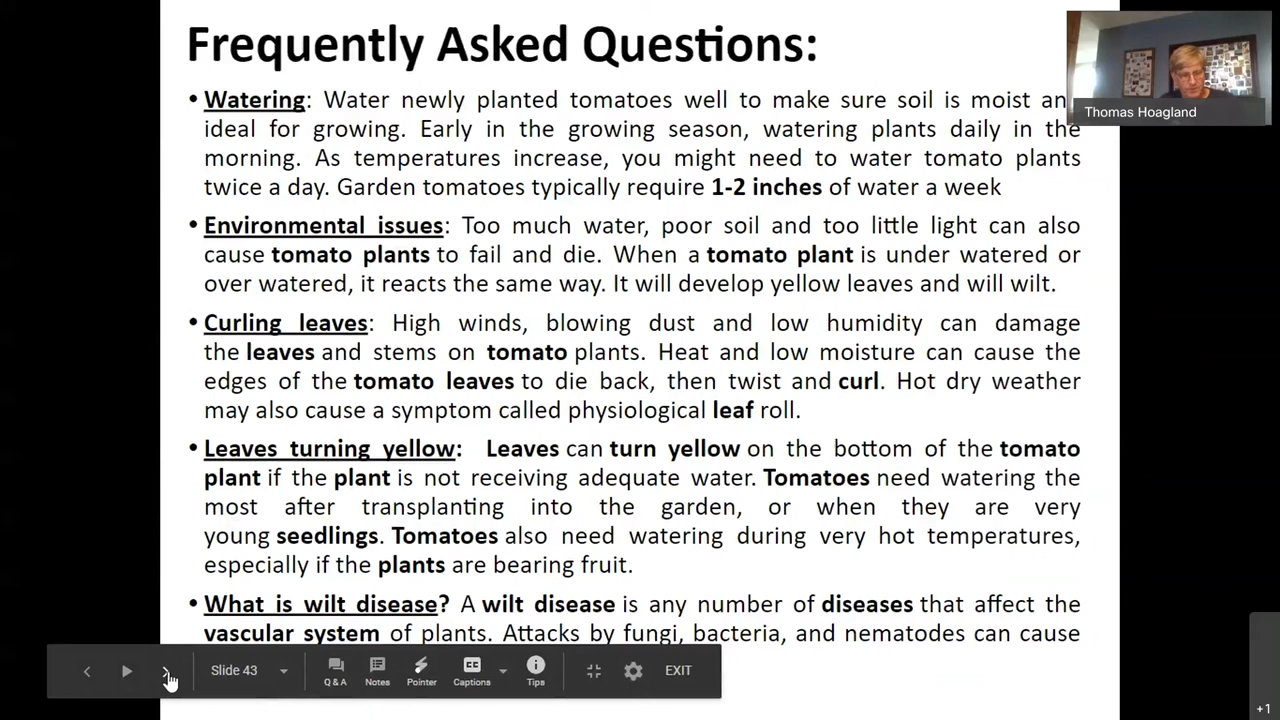 Frequently Asked Questions:
• Watering: Water newly planted tomatoes well to make sure soil is moist an
ideal for growing. Early in the growing season, watering plants daily in the
morning. As temperatures increase, you might need to water tomato plants
twice a day. Garden tomatoes typically require 1-2 inches of water a week
• Environmental issues: Too much water, poor soil and too little light can also
cause tomato plants to fail and die. When a tomato plant is under watered or
over watered, it reacts the same way. It will develop yellow leaves and will wilt.
• Curling leaves: High winds, blowing dust and low humidity can damage
the leaves and stems on tomato plants. Heat and low moisture can cause the
edges of the tomato leaves to die back, then twist and curl. Hot dry weather
may also cause a symptom called physiological leaf roll.
• Leaves turning yellow: Leaves can turn yellow on the bottom of the tomato
plant if the plant is not receiving adequate water. Tomatoes need watering the
most after transplanting into the garden, or when they are very
young seedlings. Tomatoes also need watering during very hot temperatures,
especially if the plants are bearing fruit.
• What is wilt disease? A wilt disease is any number of diseases that affect the
vascular system of plants. Attacks by fungi, bacteria, and nematodes can cause
Thomas Hoagland
Slide 43
Q & A
Notes
Pointer
Captions
Tips
EXIT
CC
+1